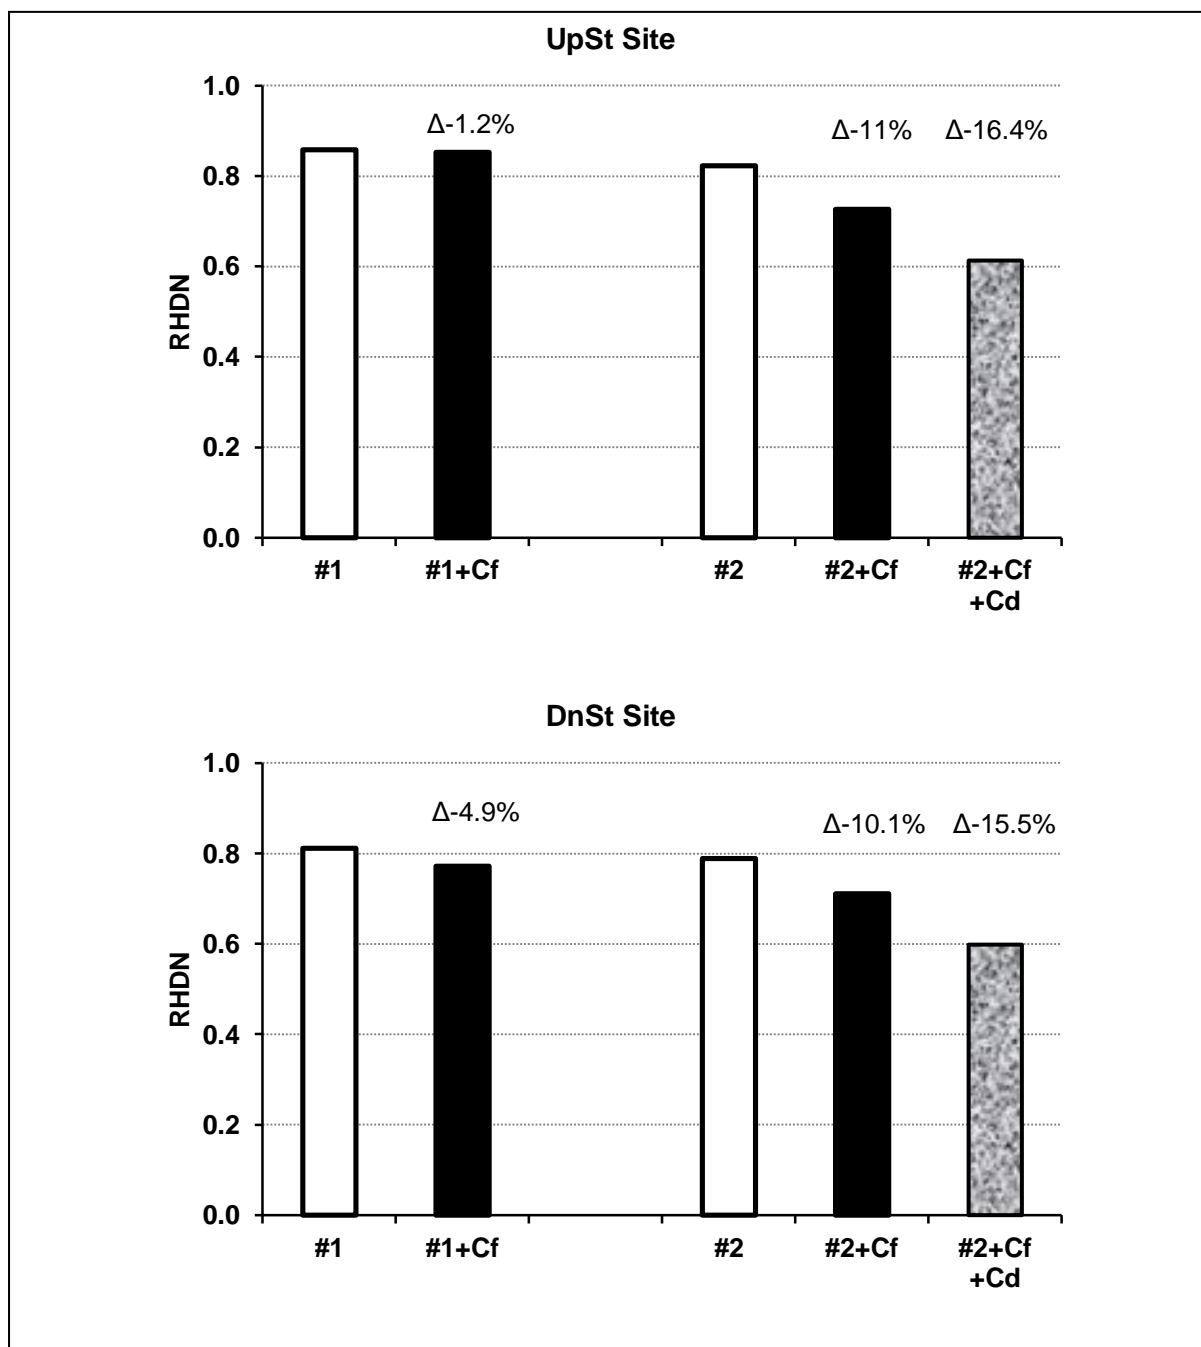 UpSt Site
1.0
Δ-1.2%
Δ-11%
Δ-16.4%
0.8
0.6
RHDN
0.4
0.2
0.0
#1
#1+Cf
#2
#2+Cf
#2+Cf
+Cd
DnSt Site
1.0
Δ-4.9%
Δ-10.1%
Δ-15.5%
0.8
0.6
RHDN
0.4
0.2
0.0
#1
#1+Cf
#2
#2+Cf
#2+Cf
+Cd